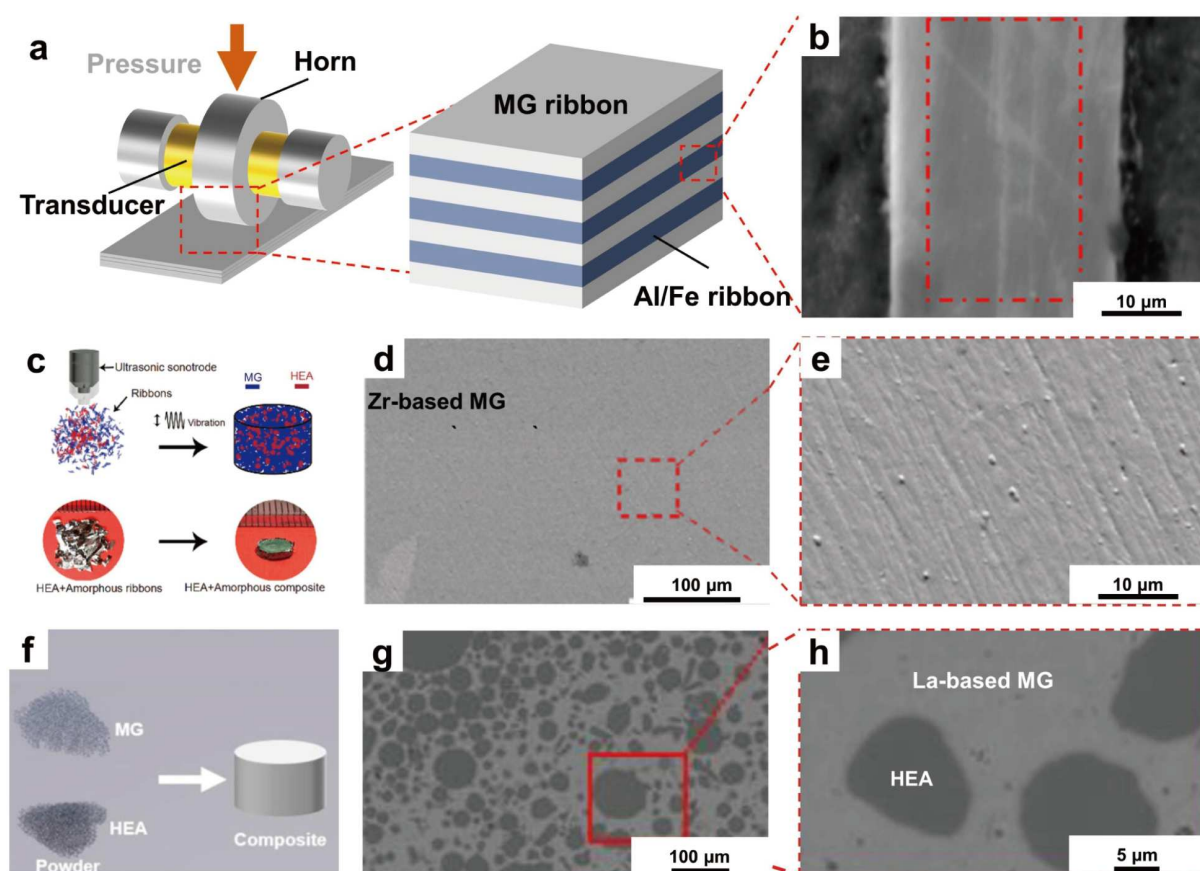 a
Pressure
Horn
Transducer
MG ribbon
Al/Fe ribbon
b
10 µm
c
Ultrasonic sonotrode
Ribbons
Vibration
MG
HEA
HEA+Amorphous ribbons
HEA+Amorphous composite
d
Zr-based MG
100 µm
e
10 µm
f
MG
HEA
Powder
Composite
g
100 µm
h
La-based MG
HEA
5 µm